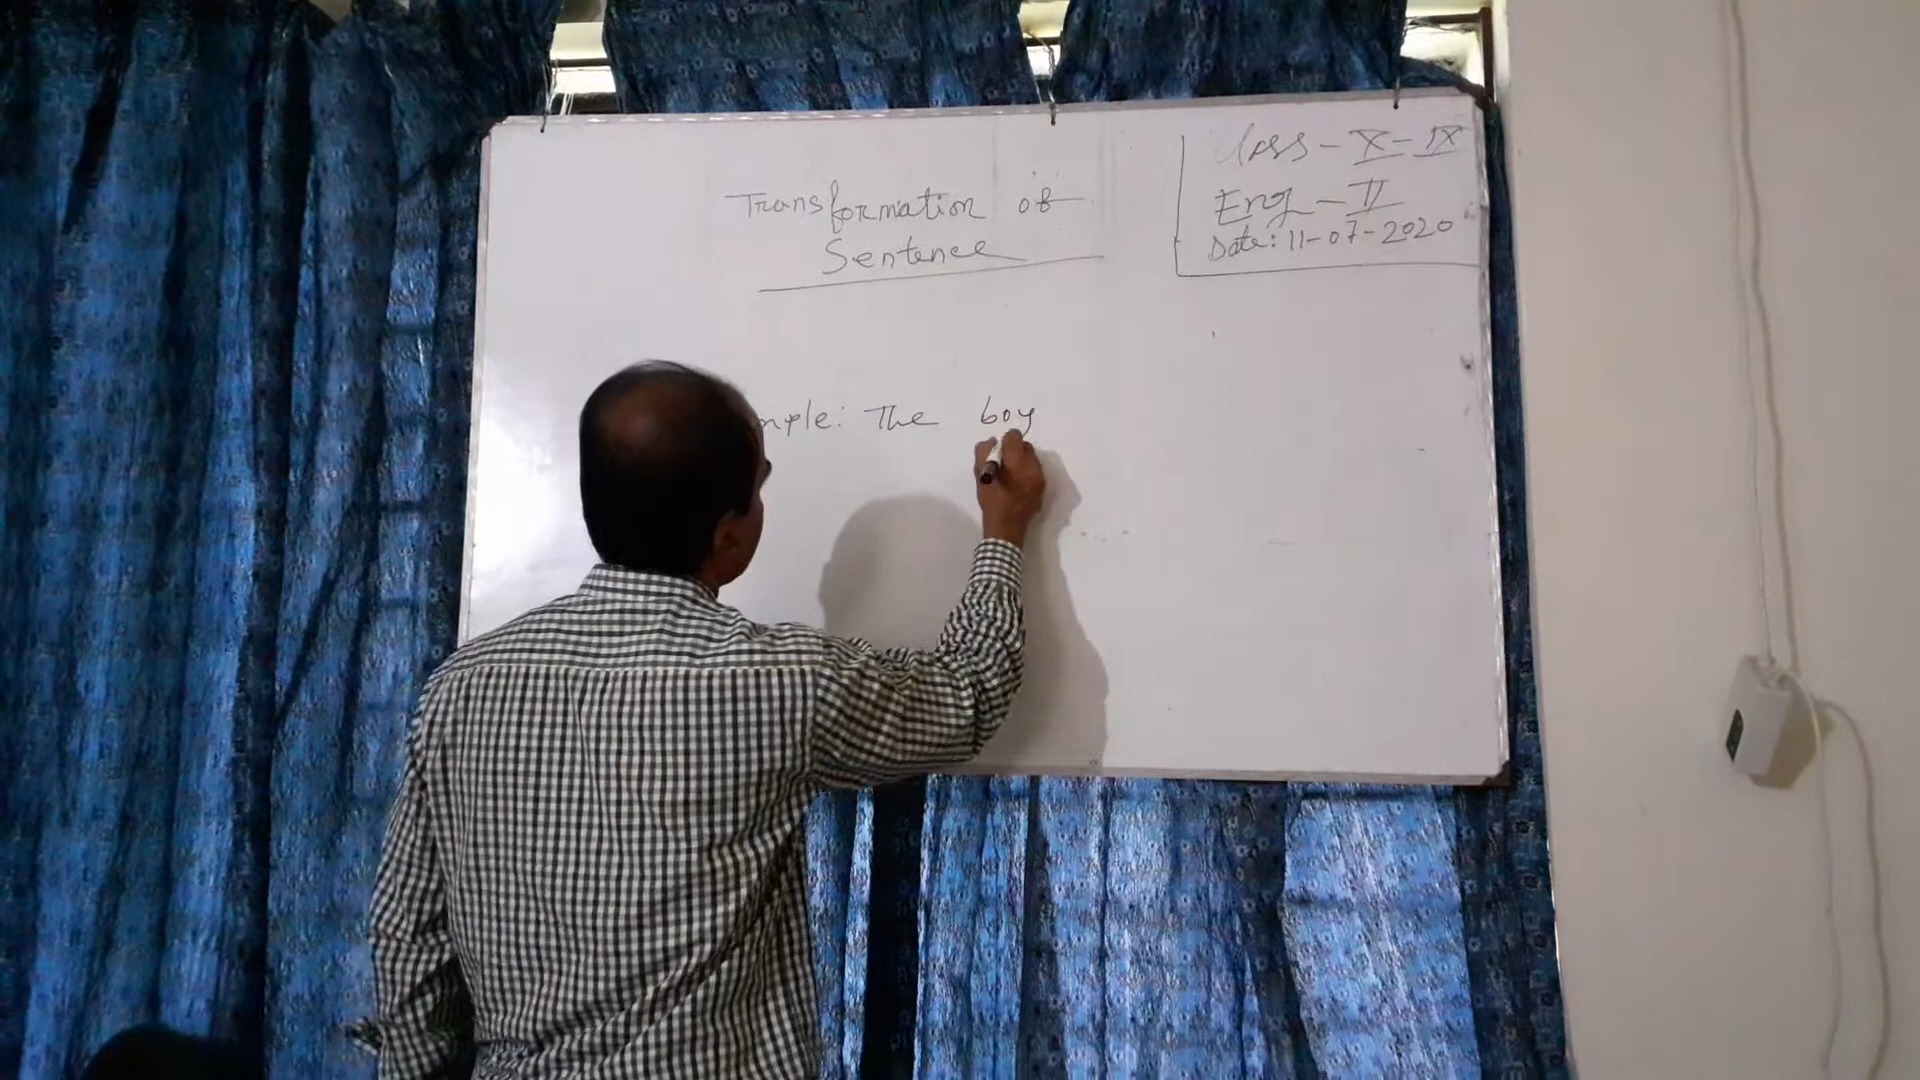 Transformation of
Sentence
Class - X - IX
Eng - II
Date: 11-07-2020
mple: The boy